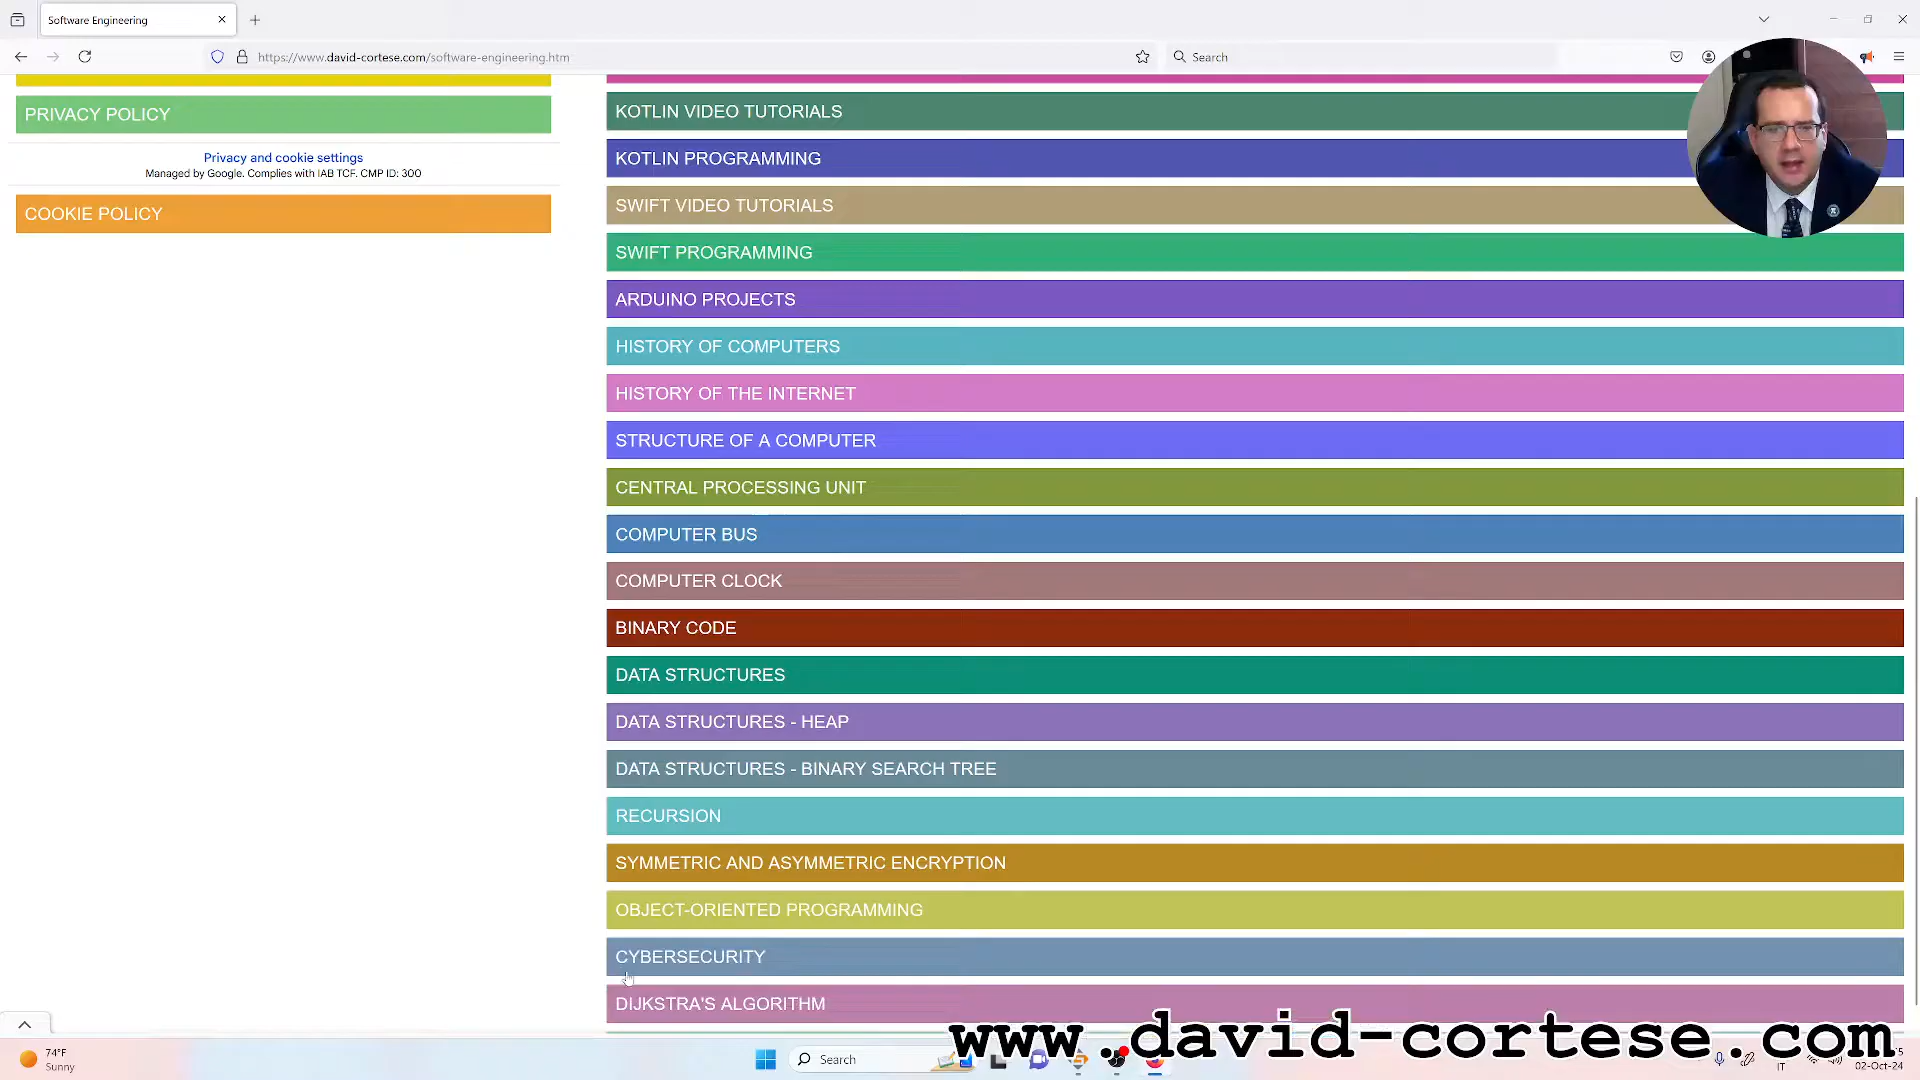 Software Engineering
https://www.david-cortese.com/software-engineering.htm
Search
PRIVACY POLICY
Privacy and cookie settings
Managed by Google. Complies with IAB TCF. CMP ID: 300
COOKIE POLICY
KOTLIN VIDEO TUTORIALS
KOTLIN PROGRAMMING
SWIFT VIDEO TUTORIALS
SWIFT PROGRAMMING
ARDUINO PROJECTS
HISTORY OF COMPUTERS
HISTORY OF THE INTERNET
STRUCTURE OF A COMPUTER
CENTRAL PROCESSING UNIT
COMPUTER BUS
COMPUTER CLOCK
BINARY CODE
DATA STRUCTURES
DATA STRUCTURES - HEAP
DATA STRUCTURES - BINARY SEARCH TREE
RECURSION
SYMMETRIC AND ASYMMETRIC ENCRYPTION
OBJECT-ORIENTED PROGRAMMING
CYBERSECURITY
DIJKSTRA'S ALGORITHM
www.david-cortese.com
74°F
Sunny
Search
IT
02-Oct-24